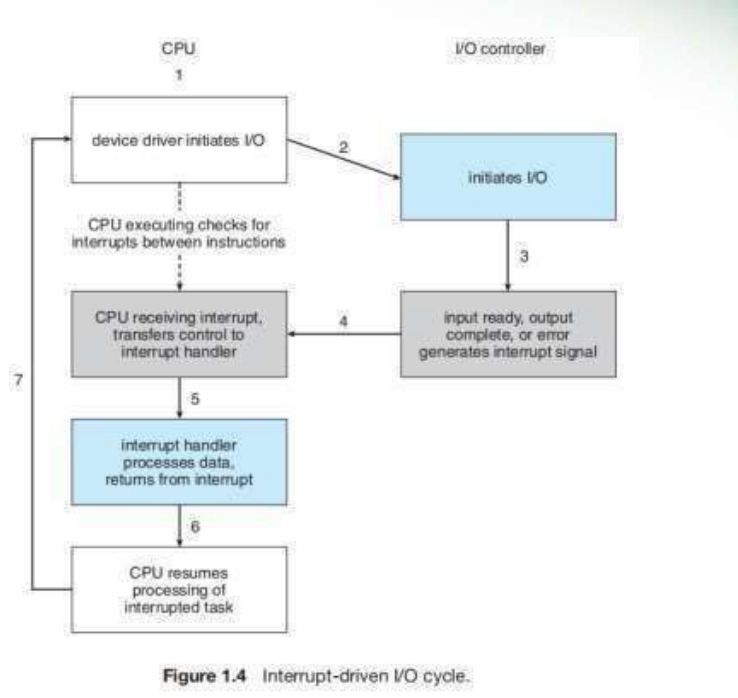 CPU
I/O controller
1
device driver initiates I/O
2
initiates I/O
CPU executing checks for
interrupts between instructions
3
CPU receiving interrupt,
transfers control to
interrupt handler
4
input ready, output
complete, or error
generates interrupt signal
7
5
interrupt handler
processes data,
returns from interrupt
6
CPU resumes
processing of
interrupted task
Figure 1.4 Interrupt-driven I/O cycle.